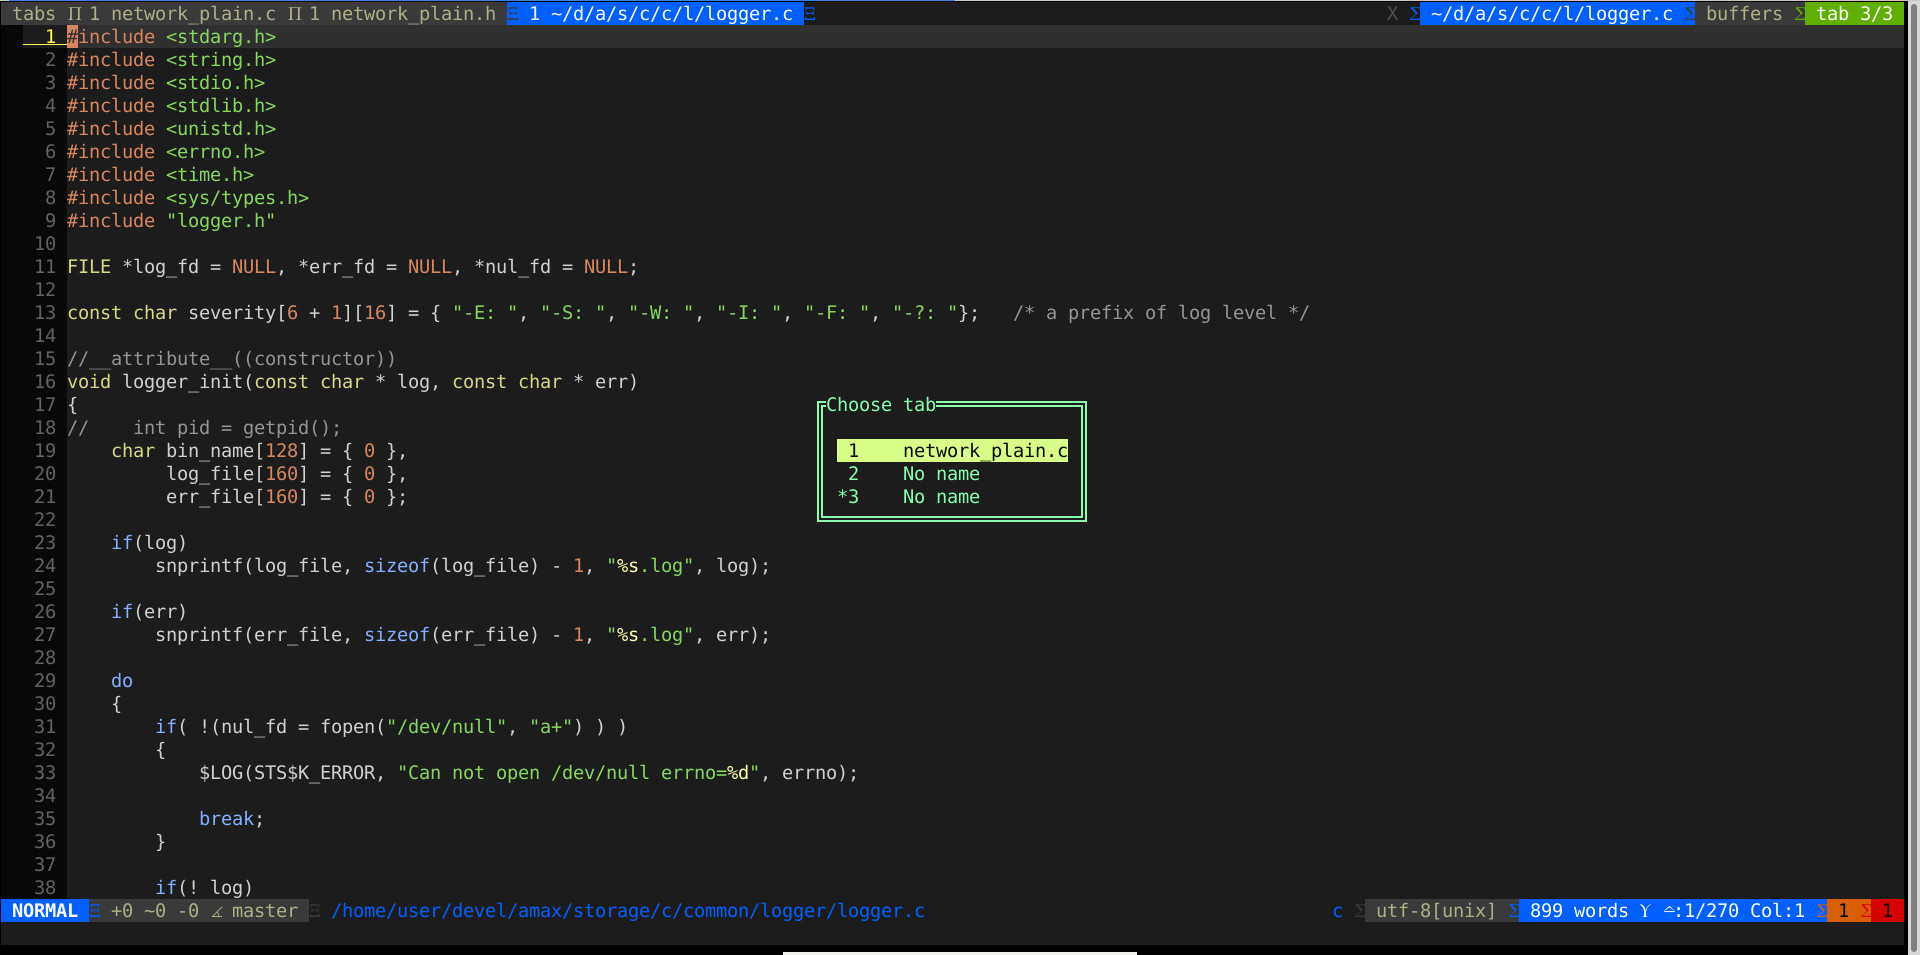 tabs Π 1 network_plain.c Π 1 network_plain.h Ξ 1 ~/d/a/s/c/c/l/logger.c Ξ X Σ ~/d/a/s/c/c/l/logger.c Σ buffers Σ tab 3/3
1 #include <stdarg.h>
2 #include <string.h>
3 #include <stdio.h>
4 #include <stdlib.h>
5 #include <unistd.h>
6 #include <errno.h>
7 #include <time.h>
8 #include <sys/types.h>
9 #include "logger.h"
10
11 FILE *log_fd = NULL, *err_fd = NULL, *nul_fd = NULL;
12
13 const char severity[6 + 1][16] = { "-E: ", "-S: ", "-W: ", "-I: ", "-F: ", "-?: "};   /* a prefix of log level */
14
15 //__attribute__((constructor))
16 void logger_init(const char * log, const char * err)
17 {
18 //    int pid = getpid();
19     char bin_name[128] = { 0 },
20          log_file[160] = { 0 },
21          err_file[160] = { 0 };
22
23     if(log)
24         snprintf(log_file, sizeof(log_file) - 1, "%s.log", log);
25
26     if(err)
27         snprintf(err_file, sizeof(err_file) - 1, "%s.log", err);
28
29     do
30     {
31         if( !(nul_fd = fopen("/dev/null", "a+") ) )
32         {
33             $LOG(STS$K_ERROR, "Can not open /dev/null errno=%d", errno);
34
35             break;
36         }
37
38         if(! log)
Choose tab
1    network_plain.c
2    No name
*3    No name
NORMAL Ξ +0 ~0 -0 ∡ master Ξ /home/user/devel/amax/storage/c/common/logger/logger.c c Σ utf-8[unix] Σ 899 words ϒ ≏:1/270 Col:1 Σ 1 Σ 1